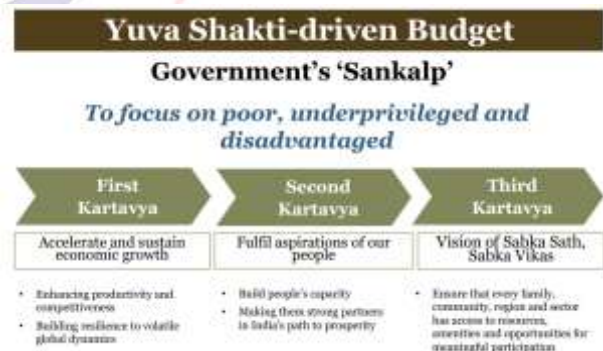 Yuva Shakti-driven Budget
Government's 'Sankalp'
To focus on poor, underprivileged and
disadvantaged
First
Kartavya
Accelerate and sustain
economic growth
• Enhancing productivity and
competitiveness
• Building resilience to volatile
global dynamics
Second
Kartavya
Fulfil aspirations of our
people
• Build people's capacity
• Making them strong partners
in India's path to prosperity
Third
Kartavya
Vision of Sabka Sath,
Sabka Vikas
• Ensure that every family,
community, region and sector
has access to resources,
amenities and opportunities for
meaningful participation